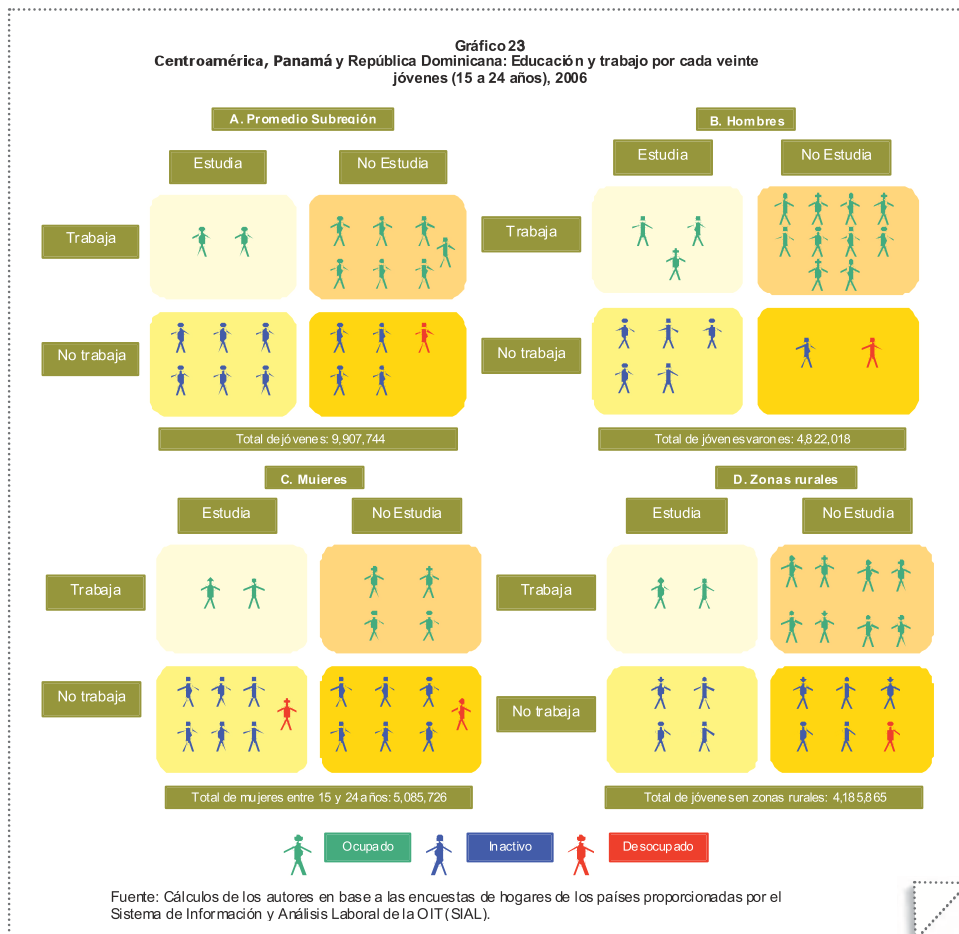 Gráfico 23
Centroamérica, Panamá y República Dominicana: Educación y trabajo por cada veinte
jóvenes (15 a 24 años), 2006
A. Promedio Subregión
Estudia
No Estudia
Trabaja
No trabaja
Total de jóvenes: 9,907,744
B. Hombres
Estudia
No Estudia
Trabaja
No trabaja
Total de jóvenes varones: 4,822,018
C. Muieres
Estudia
No Estudia
Trabaja
No trabaja
Total de mujeres entre 15 y 24 años: 5,085,726
D. Zonas rurales
Estudia
No Estudia
Trabaja
No trabaja
Total de jóvenes en zonas rurales: 4,185,865
Ocupado
Inactivo
Desocupado
Fuente: Cálculos de los autores en base a las encuestas de hogares de los países proporcionadas por el
Sistema de Información y Análisis Laboral de la OIT (SIAL).